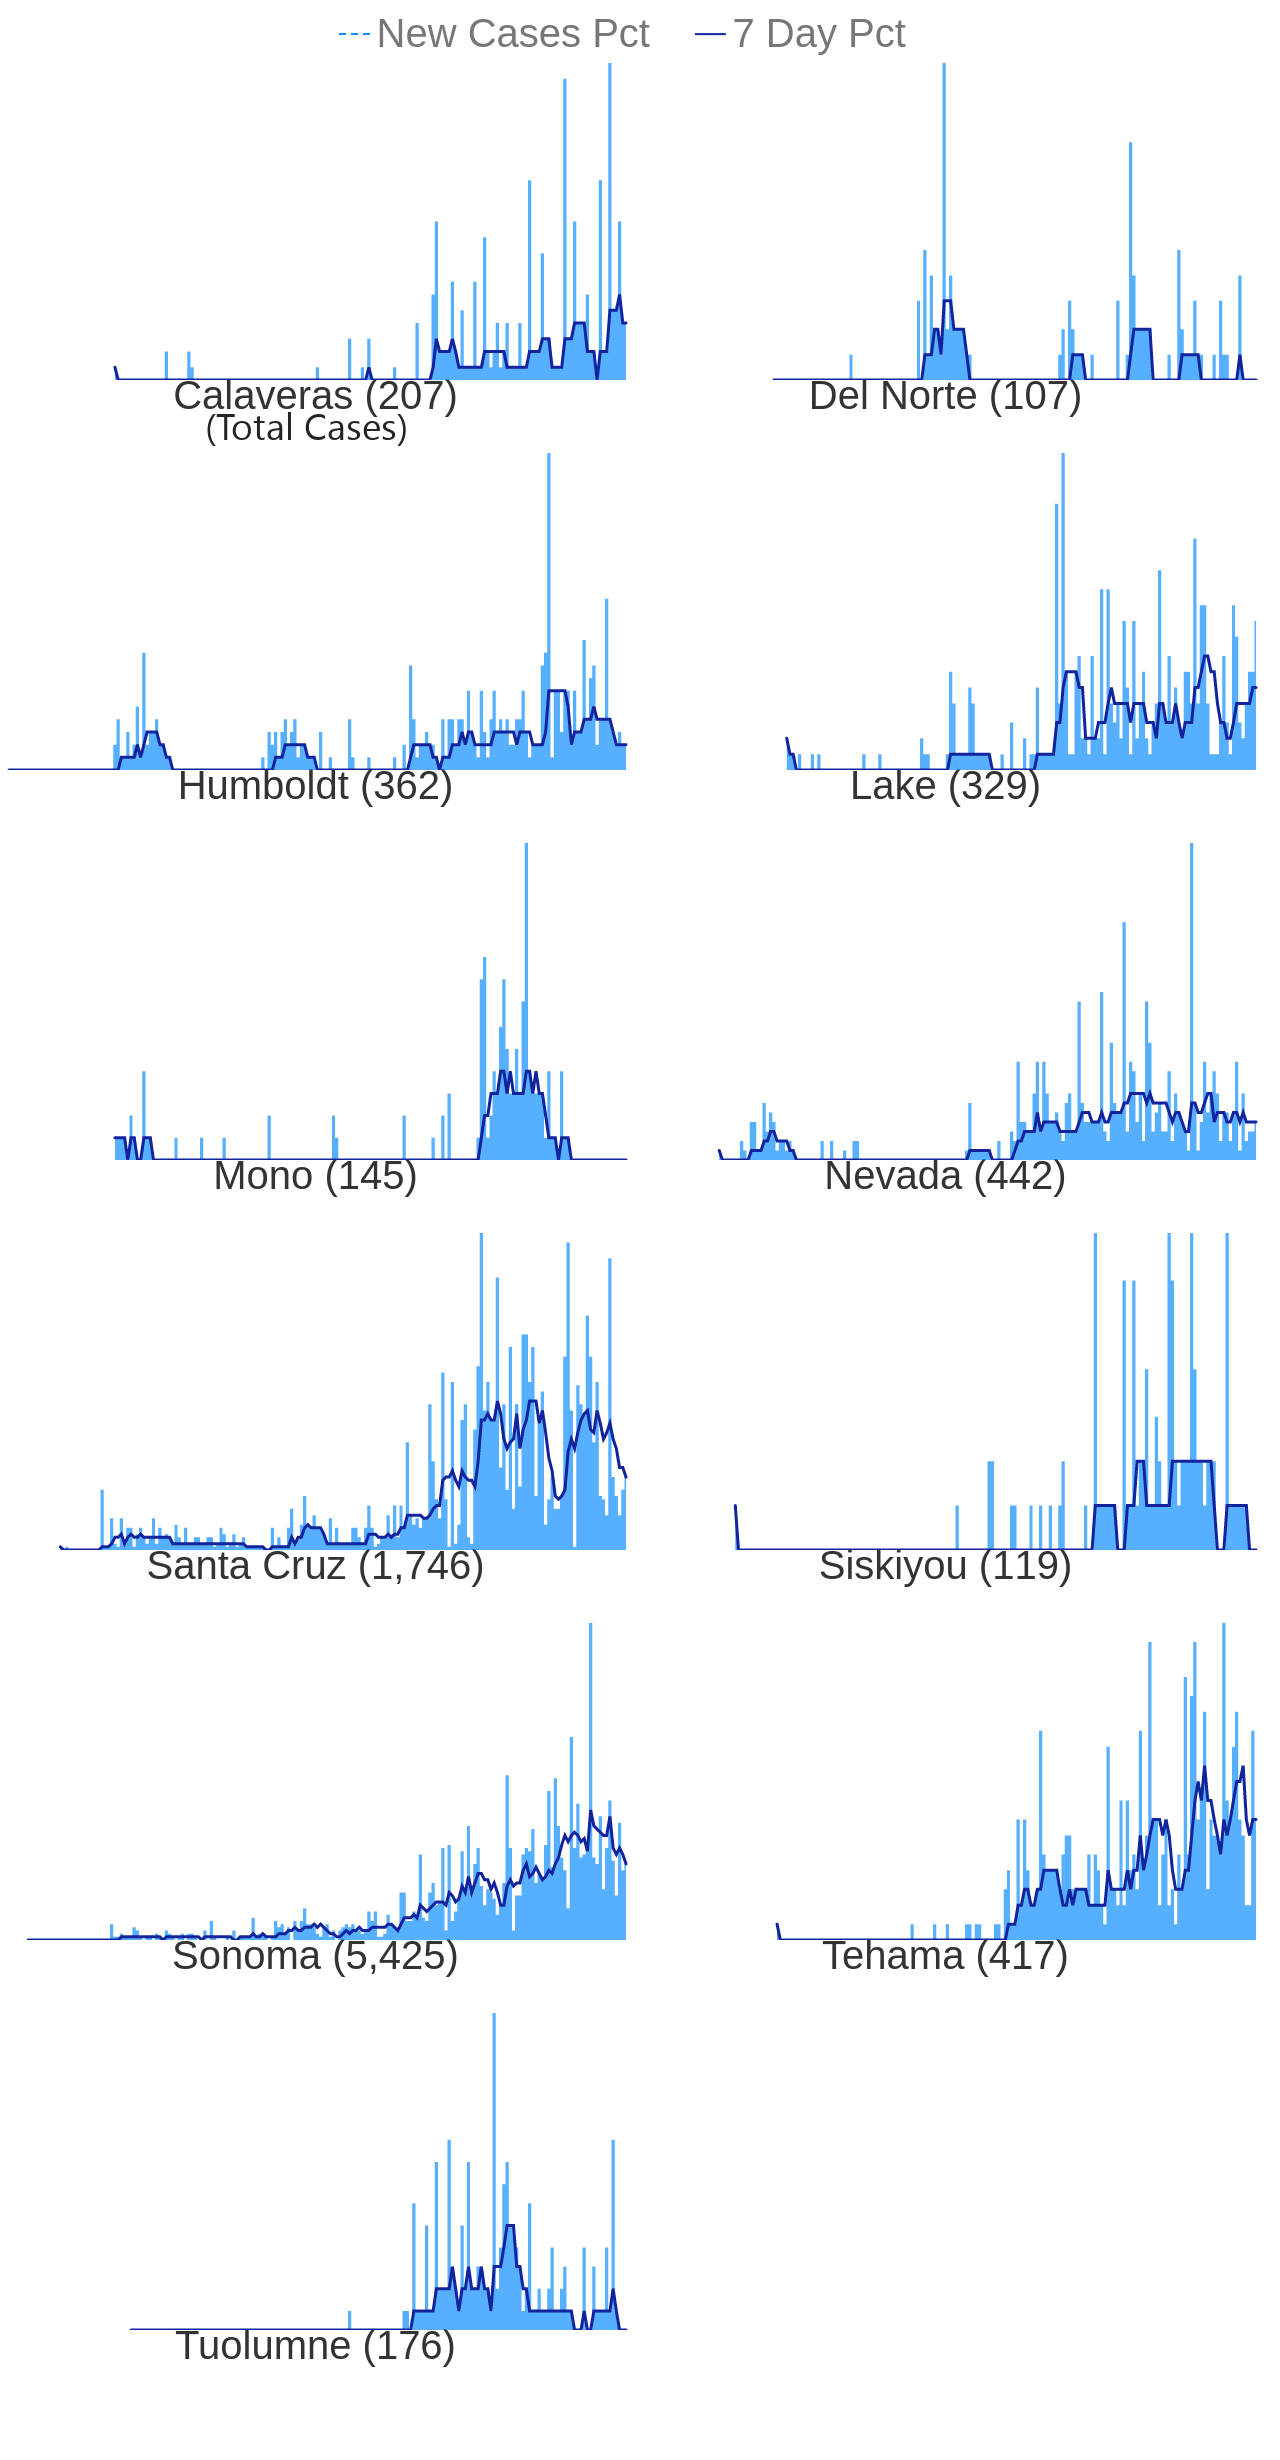 New Cases Pct 7 Day Pct
Calaveras (207) Del Norte (107)
(Total Cases)
Humboldt (362) Lake (329)
Mono (145) Nevada (442)
Santa Cruz (1,746) Siskiyou (119)
Sonoma (5,425) Tehama (417)
Tuolumne (176)